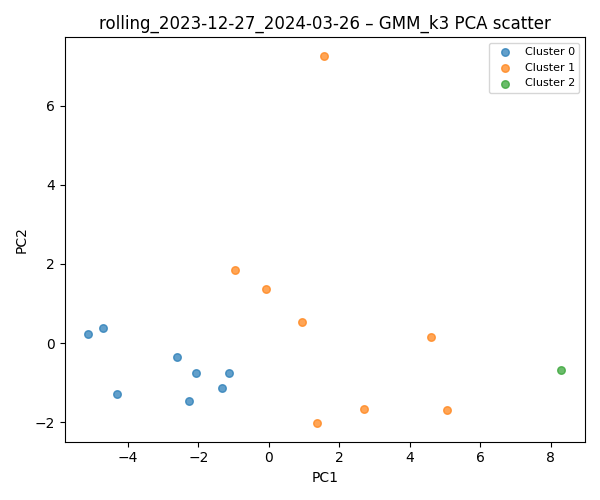 rolling_2023-12-27_2024-03-26 – GMM_k3 PCA scatter
Cluster 0
Cluster 1
Cluster 2
6
4
2
0
−2
PC2
−4 −2 0 2 4 6 8
PC1